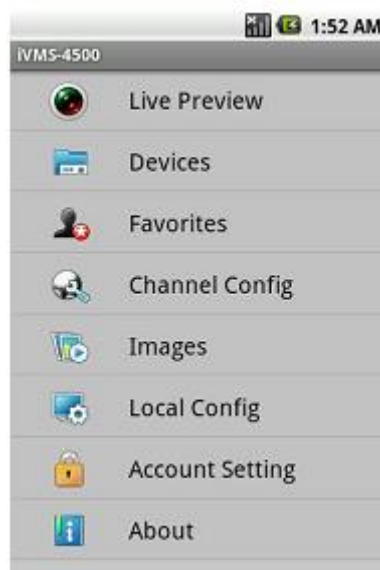 1:52 AM
iVMS-4500
Live Preview
Devices
Favorites
Channel Config
Images
Local Config
Account Setting
About